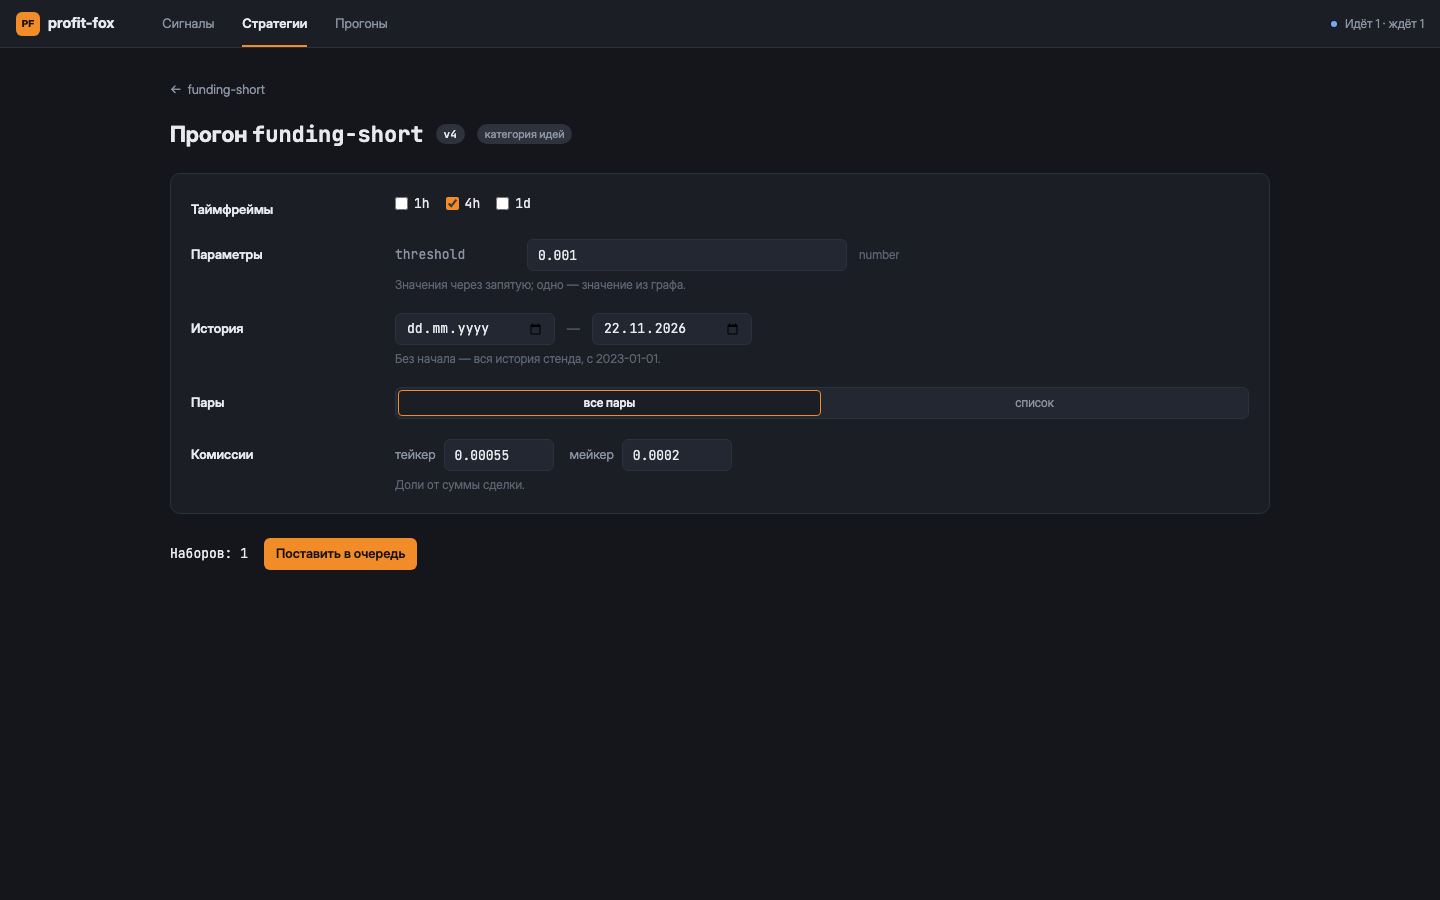 PF profit-fox Сигналы Стратегии Прогоны Идёт 1 · ждёт 1
← funding-short
Прогон funding-short v4 категория идей
Таймфреймы 1h 4h 1d
Параметры threshold 0.001 number
Значения через запятую; одно — значение из графа.
История dd.mm.yyyy — 22.11.2026
Без начала — вся история стенда, с 2023-01-01.
Пары все пары список
Комиссии тейкер 0.00055 мейкер 0.0002
Доли от суммы сделки.
Наборов: 1 Поставить в очередь